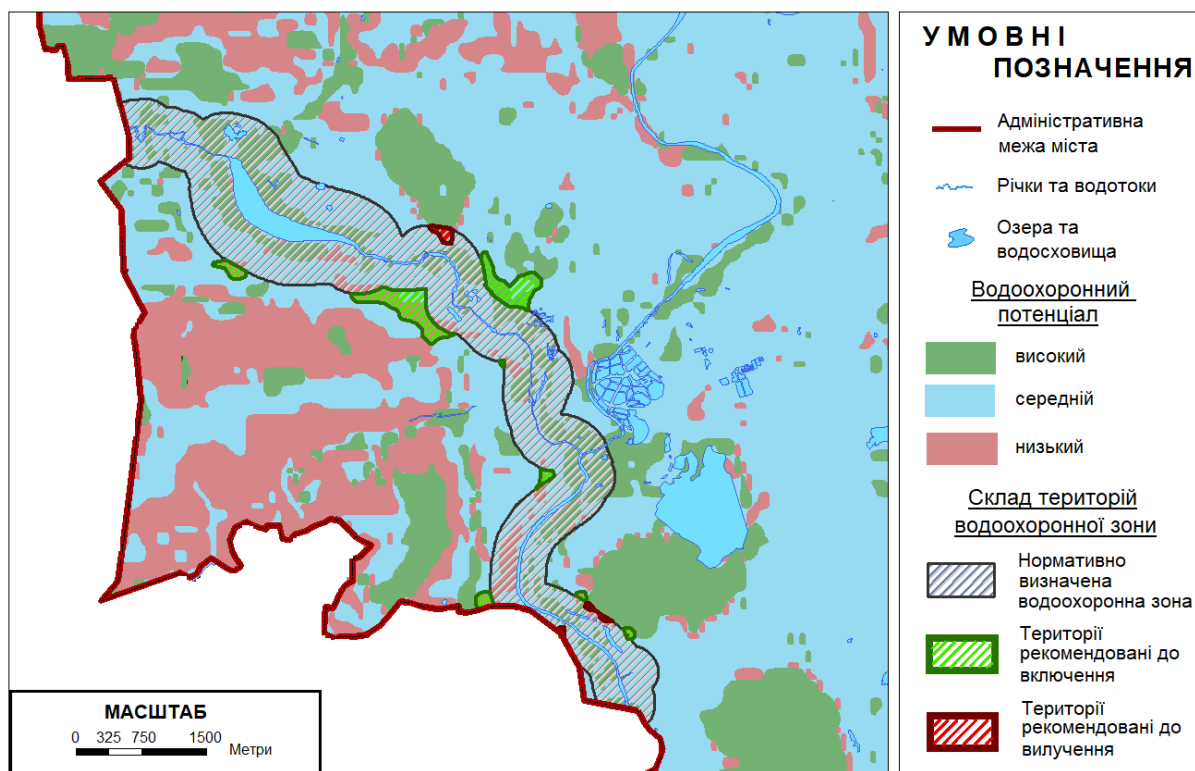 УМОВНІ
ПОЗНАЧЕННЯ
Адміністративна
межа міста
Річки та водотоки
Озера та
водосховища
Водоохоронний
потенціал
високий
середній
низький
Склад територій
водоохоронної зони
Нормативно
визначена
водоохоронна зона
Території
рекомендовані до
включення
Території
рекомендовані до
вилучення
МАСШТАБ
0 325 750 1500
Метри